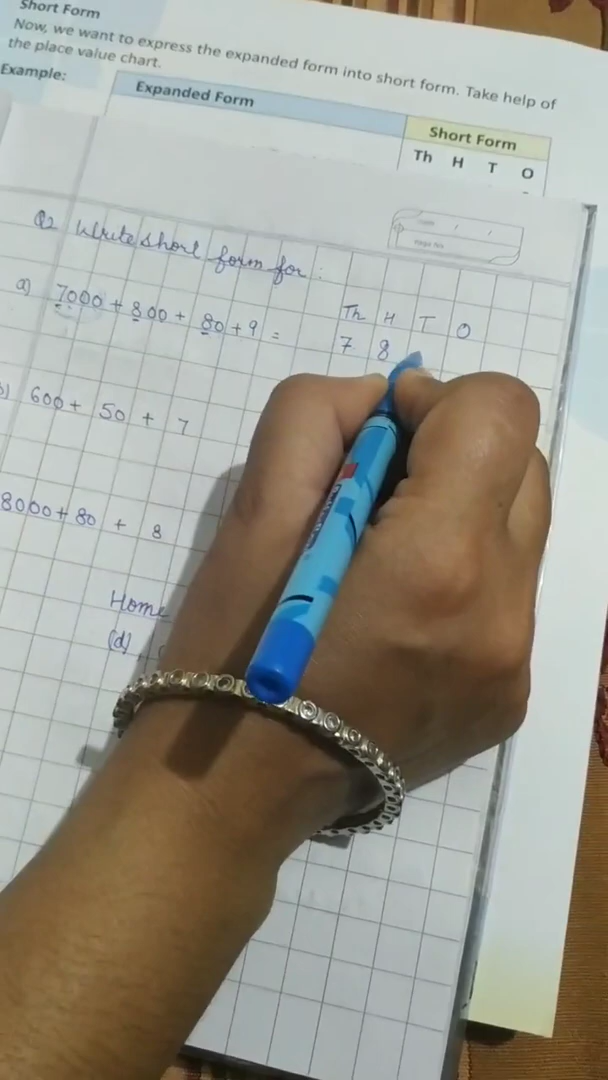 Short Form
Now, we want to express the expanded form into short form. Take help of
the place value chart.
Example:
Expanded Form
Short Form
Th H T O
Q2 Write short form for:
Th H T O
a) 7000 + 800 + 80 + 9 = 7 8
600 + 50 + 7
8000 + 80 + 8
Home
(d),